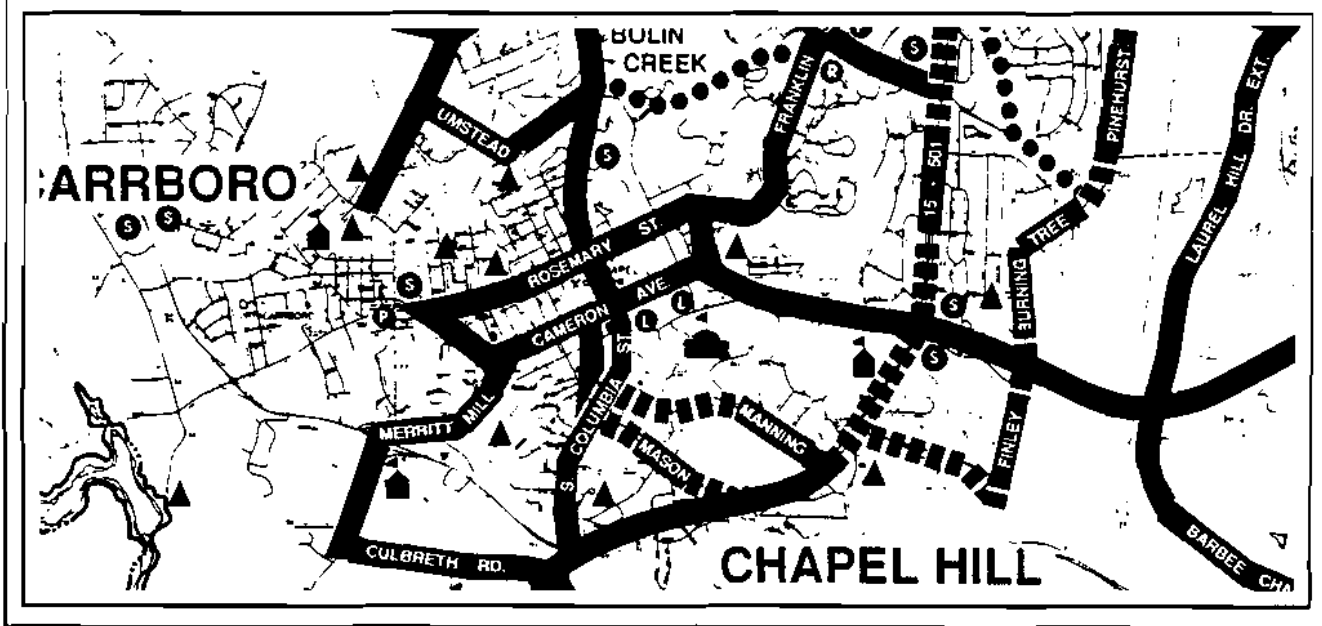 BOLIN
CREEK
UMSTEAD
FRANKLIN
R
S
PINEHURST
LAUREL HILL DR. EXT.
15 - 501
S
ARRBORO
S
S
ROSEMARY ST.
TREE
BURNING
S
P
CAMERON AVE.
L
L
ST
S
S
MERRITT MILL
S. COLUMBIA
MANNING
MASON
FINLEY
CULBRETH RD.
CHAPEL HILL
BARBEE CHA